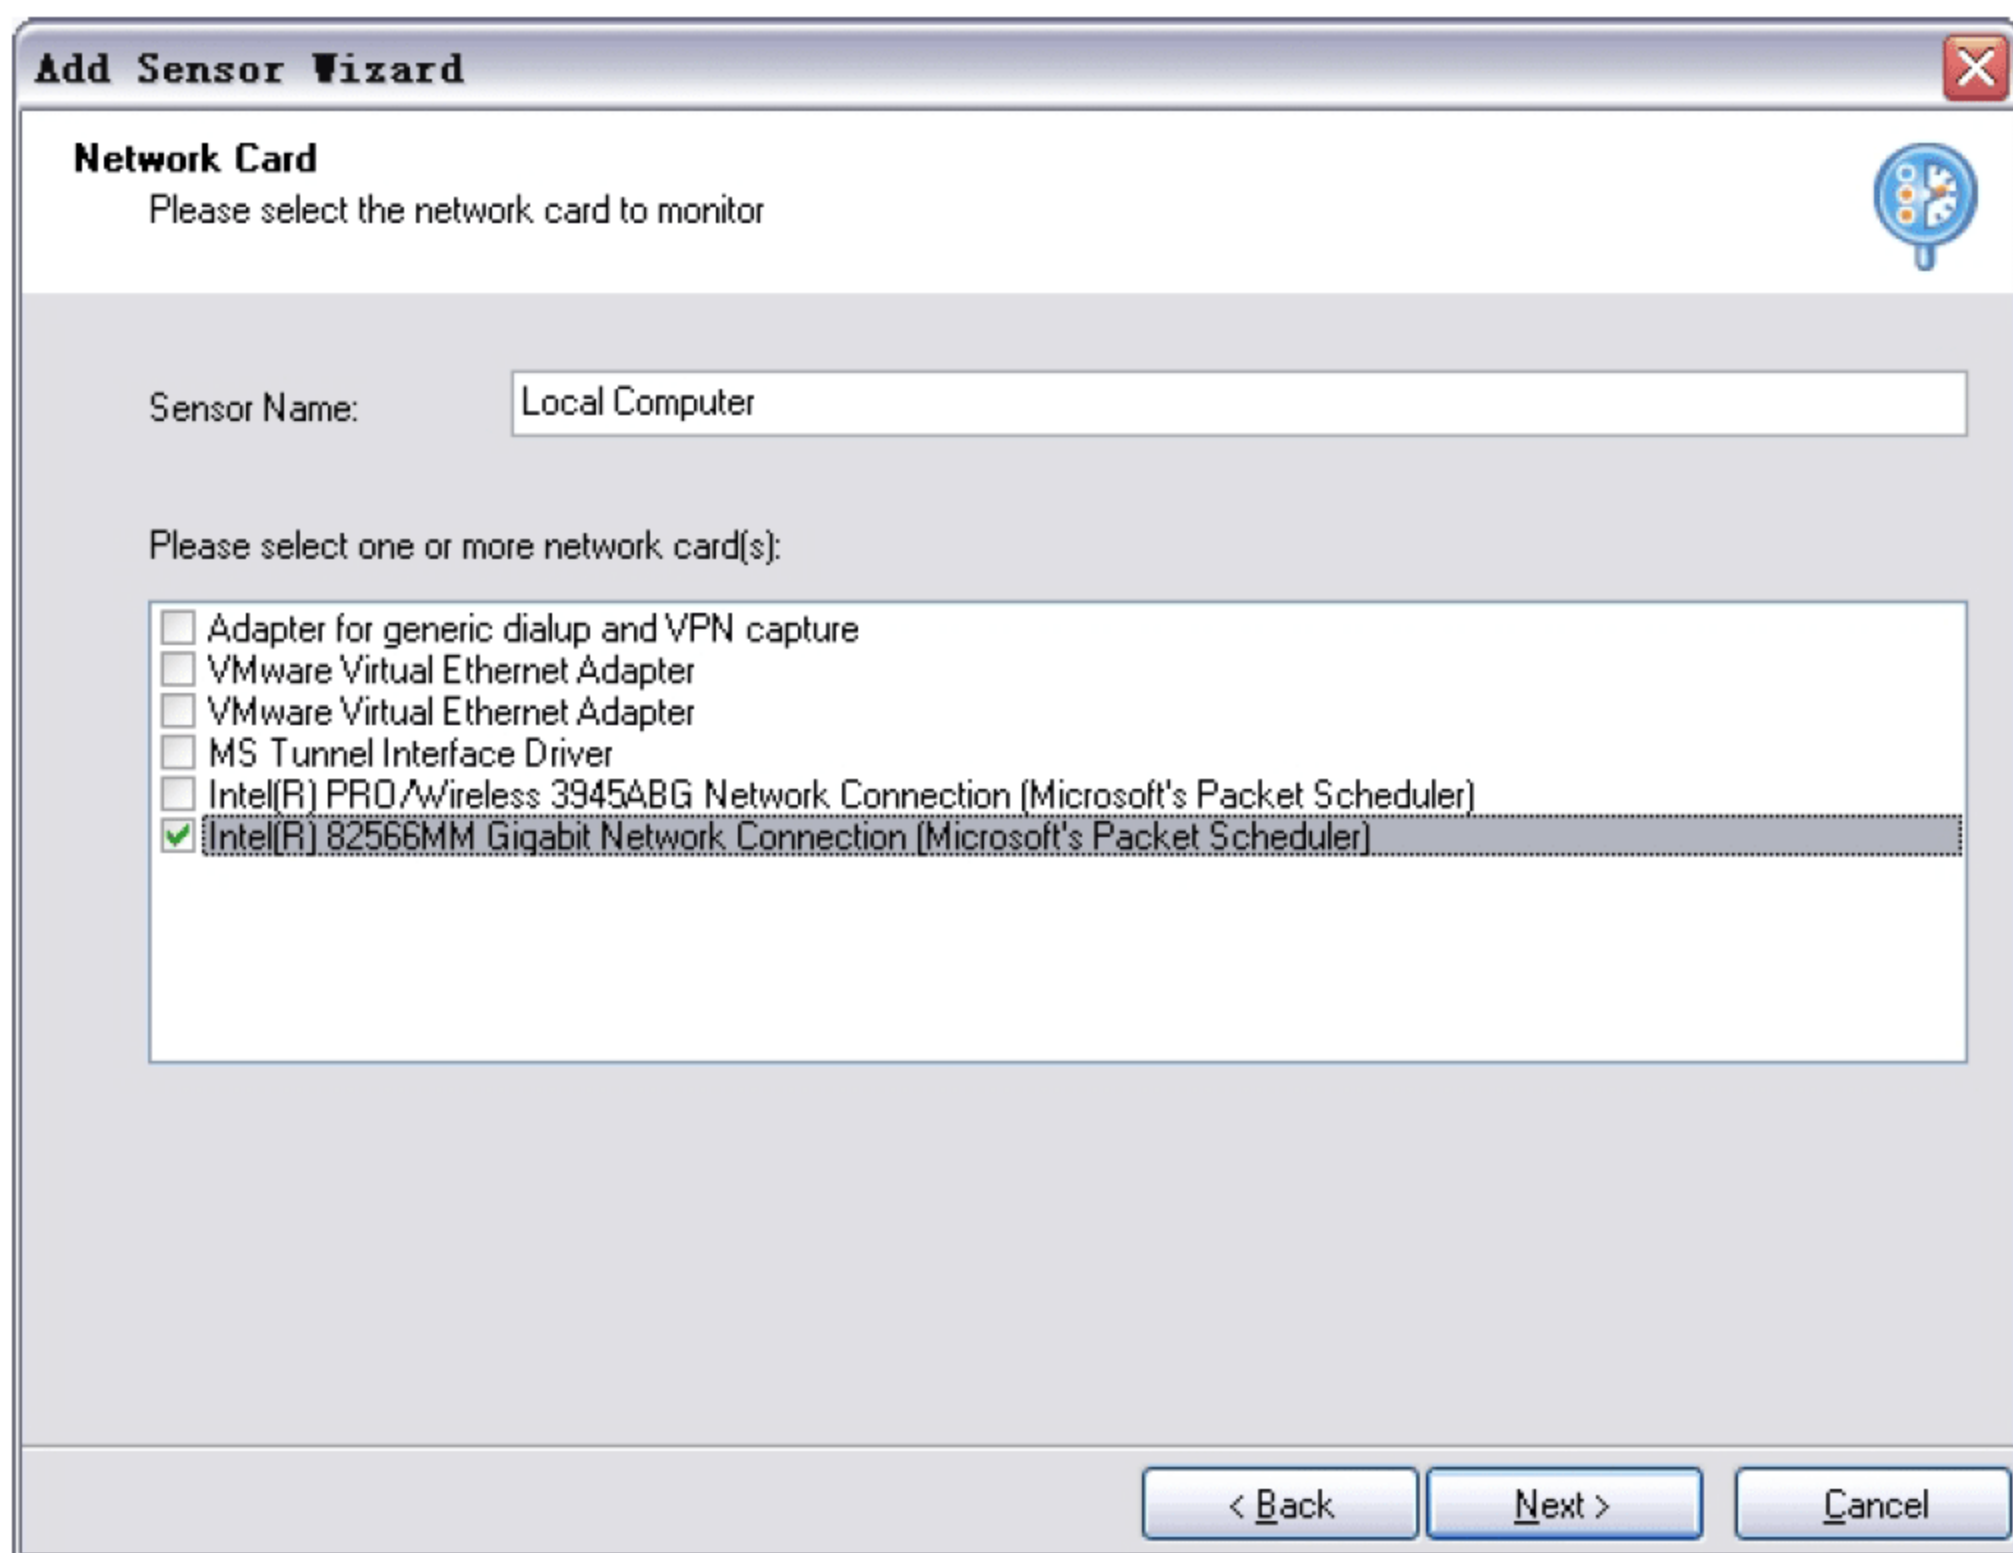 Add Sensor Wizard
Network Card
Please select the network card to monitor
Sensor Name:
Local Computer
Please select one or more network card(s):
Adapter for generic dialup and VPN capture
VMware Virtual Ethernet Adapter
VMware Virtual Ethernet Adapter
MS Tunnel Interface Driver
Intel(R) PRO/Wireless 3945ABG Network Connection (Microsoft's Packet Scheduler)
Intel(R) 82566MM Gigabit Network Connection (Microsoft's Packet Scheduler)
< Back
Next >
Cancel